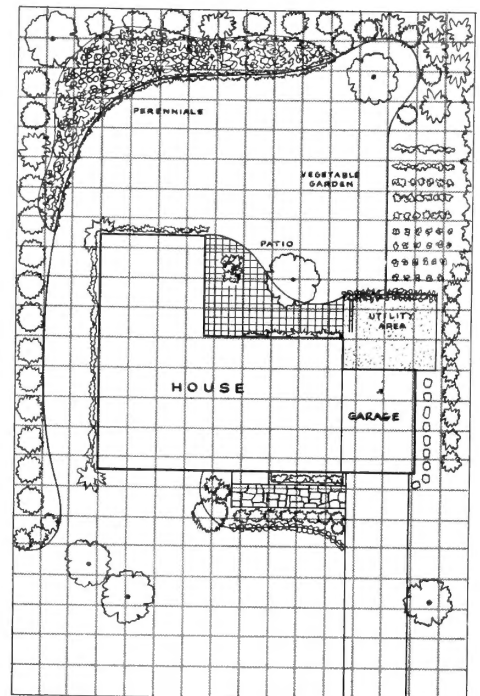 PERENNIALS
VEGETABLE
GARDEN
PATIO
UTILITY
AREA
HOUSE
GARAGE